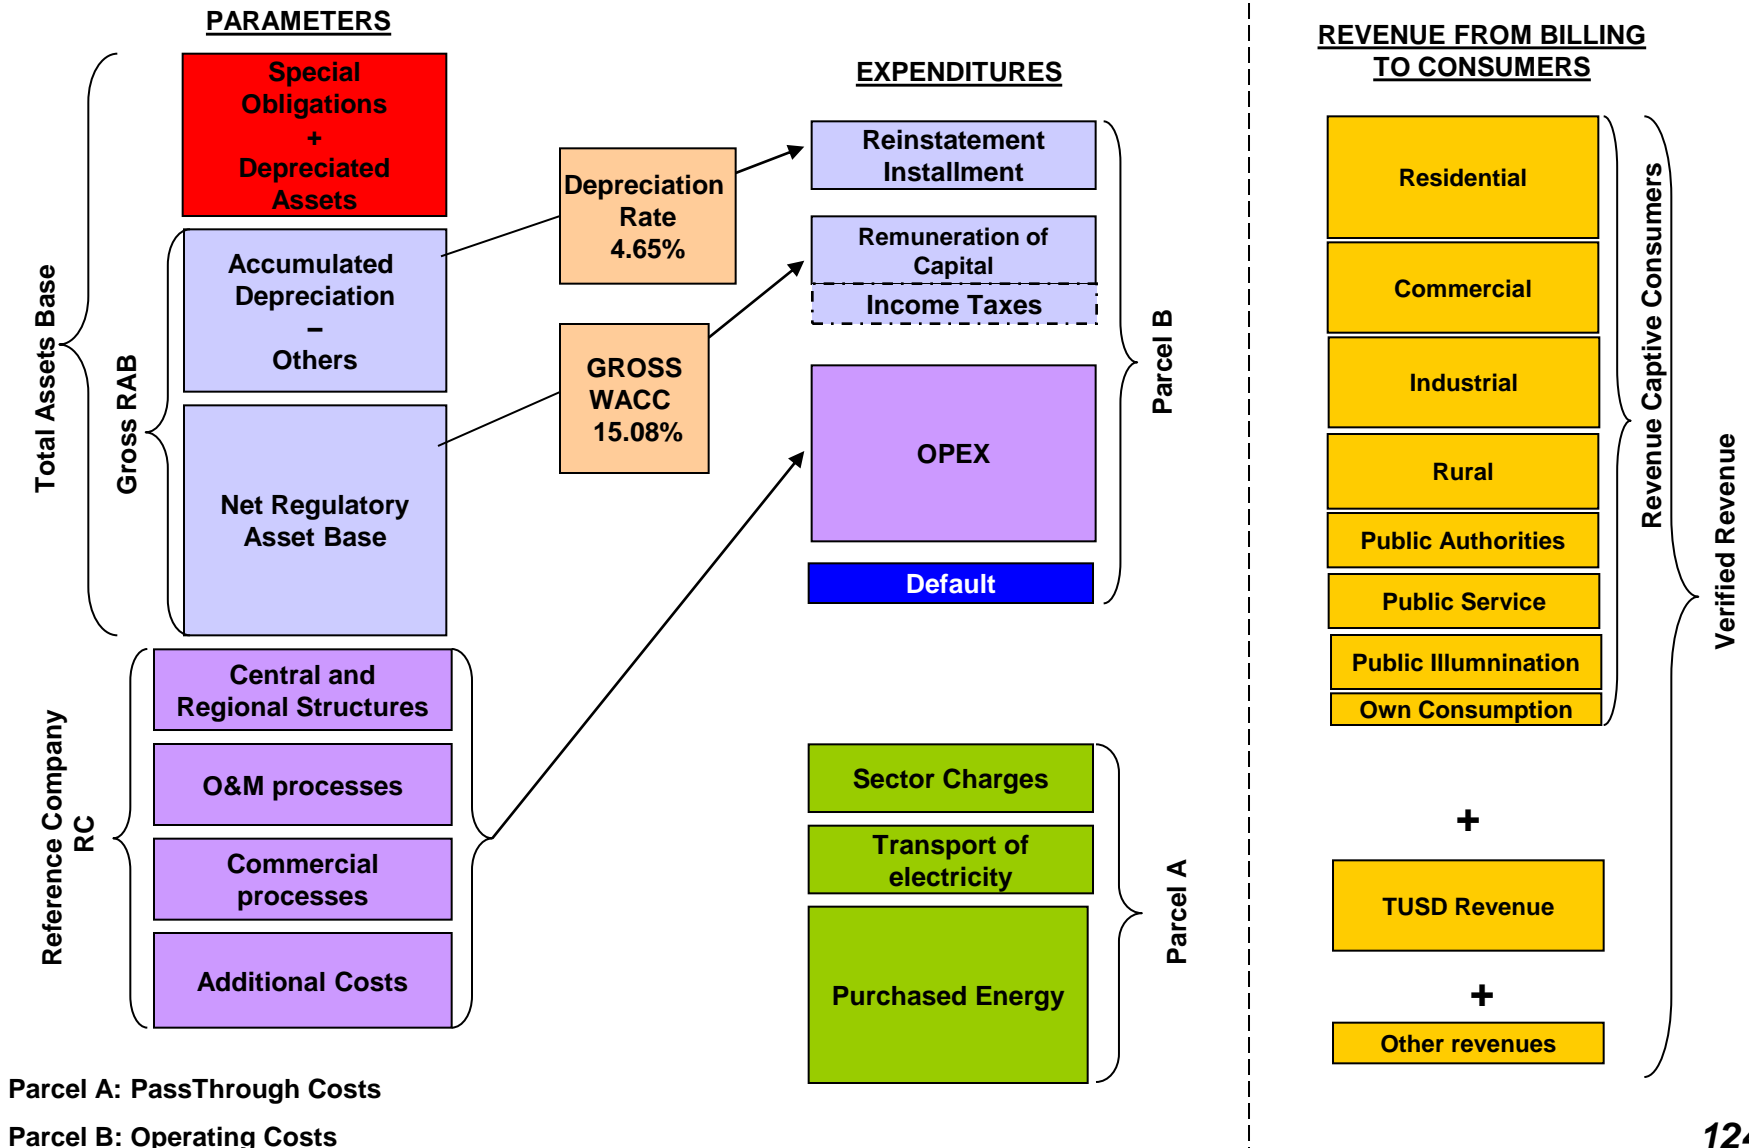 PARAMETERS
Special
Obligations
+
Depreciated
Assets
Accumulated
Depreciation
–
Others
Net Regulatory
Asset Base
Total Assets Base
Gross RAB
Central and
Regional Structures
O&M processes
Commercial
processes
Additional Costs
Reference Company
RC
Depreciation
Rate
4.65%
GROSS
WACC
15.08%
EXPENDITURES
Reinstatement
Installment
Remuneration of
Capital
Income Taxes
OPEX
Default
Parcel B
Sector Charges
Transport of
electricity
Purchased Energy
Parcel A
REVENUE FROM BILLING
TO CONSUMERS
Residential
Commercial
Industrial
Rural
Public Authorities
Public Service
Public Illumnination
Own Consumption
Revenue Captive Consumers
+
TUSD Revenue
+
Other revenues
Verified Revenue
Parcel A: PassThrough Costs
Parcel B: Operating Costs